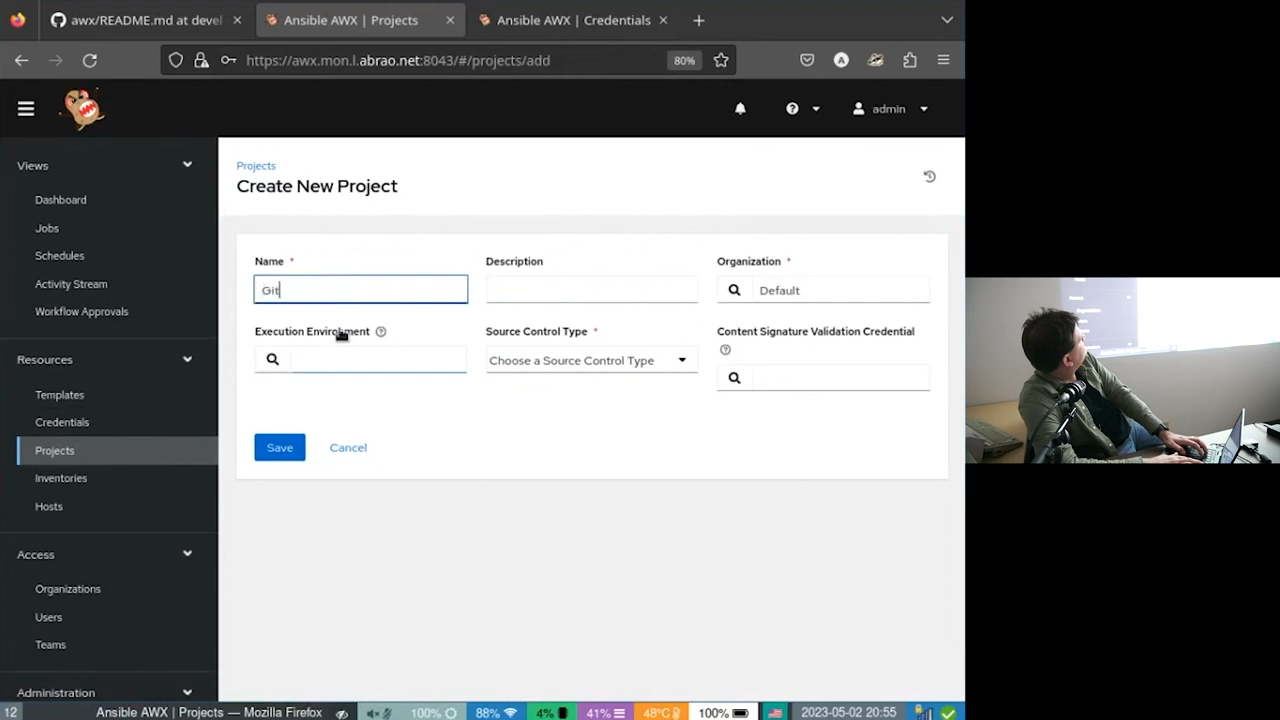 awx/README.md at devel
Ansible AWX | Projects
Ansible AWX | Credentials
https://awx.mon.l.abrao.net:8043/#/projects/add
80%
admin
Views
Dashboard
Jobs
Schedules
Activity Stream
Workflow Approvals
Resources
Templates
Credentials
Projects
Inventories
Hosts
Access
Organizations
Users
Teams
Administration
Projects
Create New Project
Name *
Description
Organization *
Git
Default
Execution Environment
Source Control Type *
Content Signature Validation Credential
Choose a Source Control Type
Save
Cancel
12
Ansible AWX | Projects — Mozilla Firefox
100%
88%
4%
41%
48°C
100%
2023-05-02 20:55